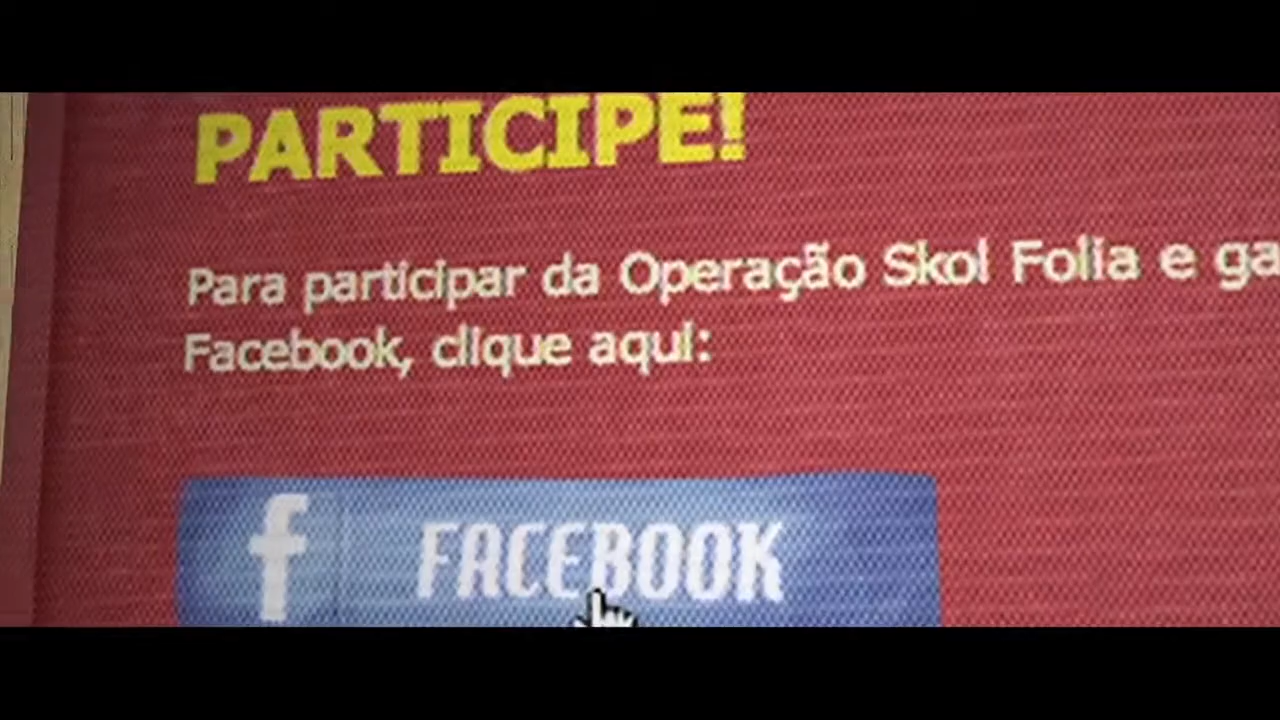 PARTICIPE!
Para participar da Operação Skol Folia e ga
Facebook, clique aqui:
f FACEBOOK